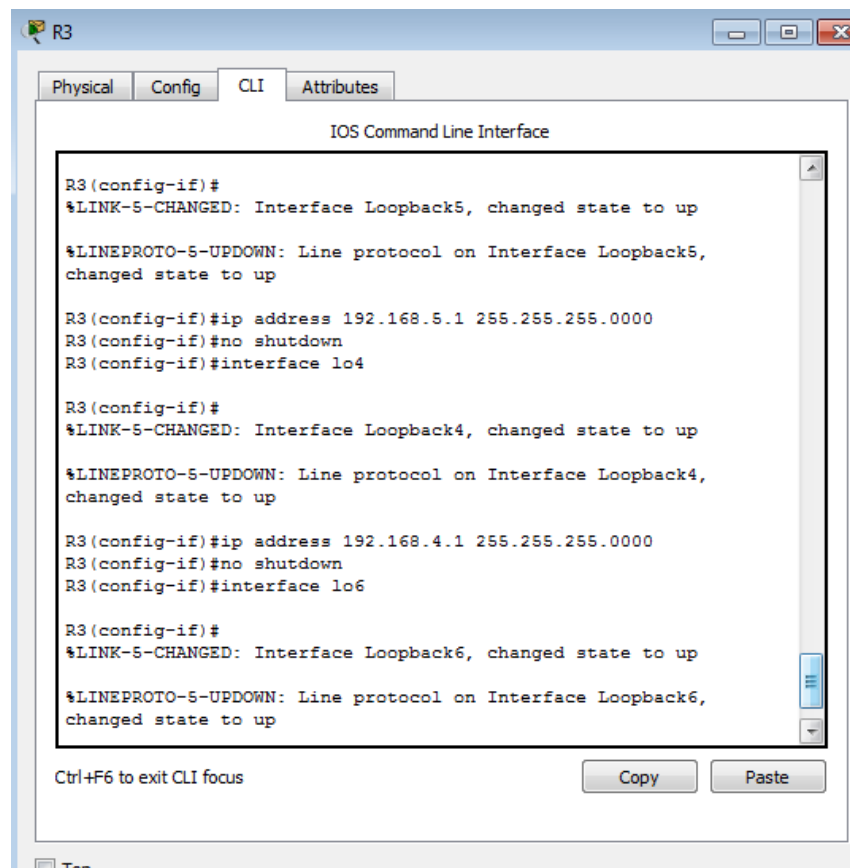 R3
Physical Config CLI Attributes
IOS Command Line Interface
R3(config-if)#
%LINK-5-CHANGED: Interface Loopback5, changed state to up
%LINEPROTO-5-UPDOWN: Line protocol on Interface Loopback5,
changed state to up
R3(config-if)#ip address 192.168.5.1 255.255.255.0000
R3(config-if)#no shutdown
R3(config-if)#interface lo4
R3(config-if)#
%LINK-5-CHANGED: Interface Loopback4, changed state to up
%LINEPROTO-5-UPDOWN: Line protocol on Interface Loopback4,
changed state to up
R3(config-if)#ip address 192.168.4.1 255.255.255.0000
R3(config-if)#no shutdown
R3(config-if)#interface lo6
R3(config-if)#
%LINK-5-CHANGED: Interface Loopback6, changed state to up
%LINEPROTO-5-UPDOWN: Line protocol on Interface Loopback6,
changed state to up
Ctrl+F6 to exit CLI focus
Copy Paste